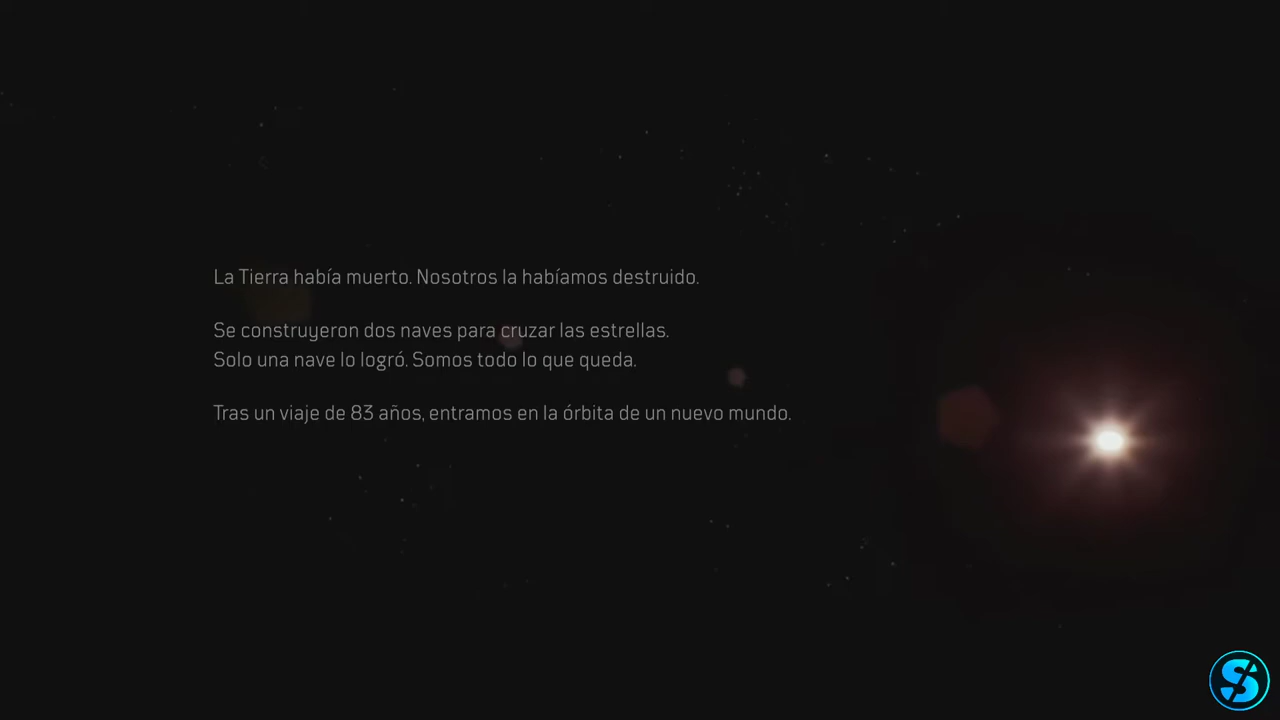 La Tierra había muerto. Nosotros la habíamos destruido.
Se construyeron dos naves para cruzar las estrellas.
Solo una nave lo logró. Somos todo lo que queda.
Tras un viaje de 83 años, entramos en la órbita de un nuevo mundo.